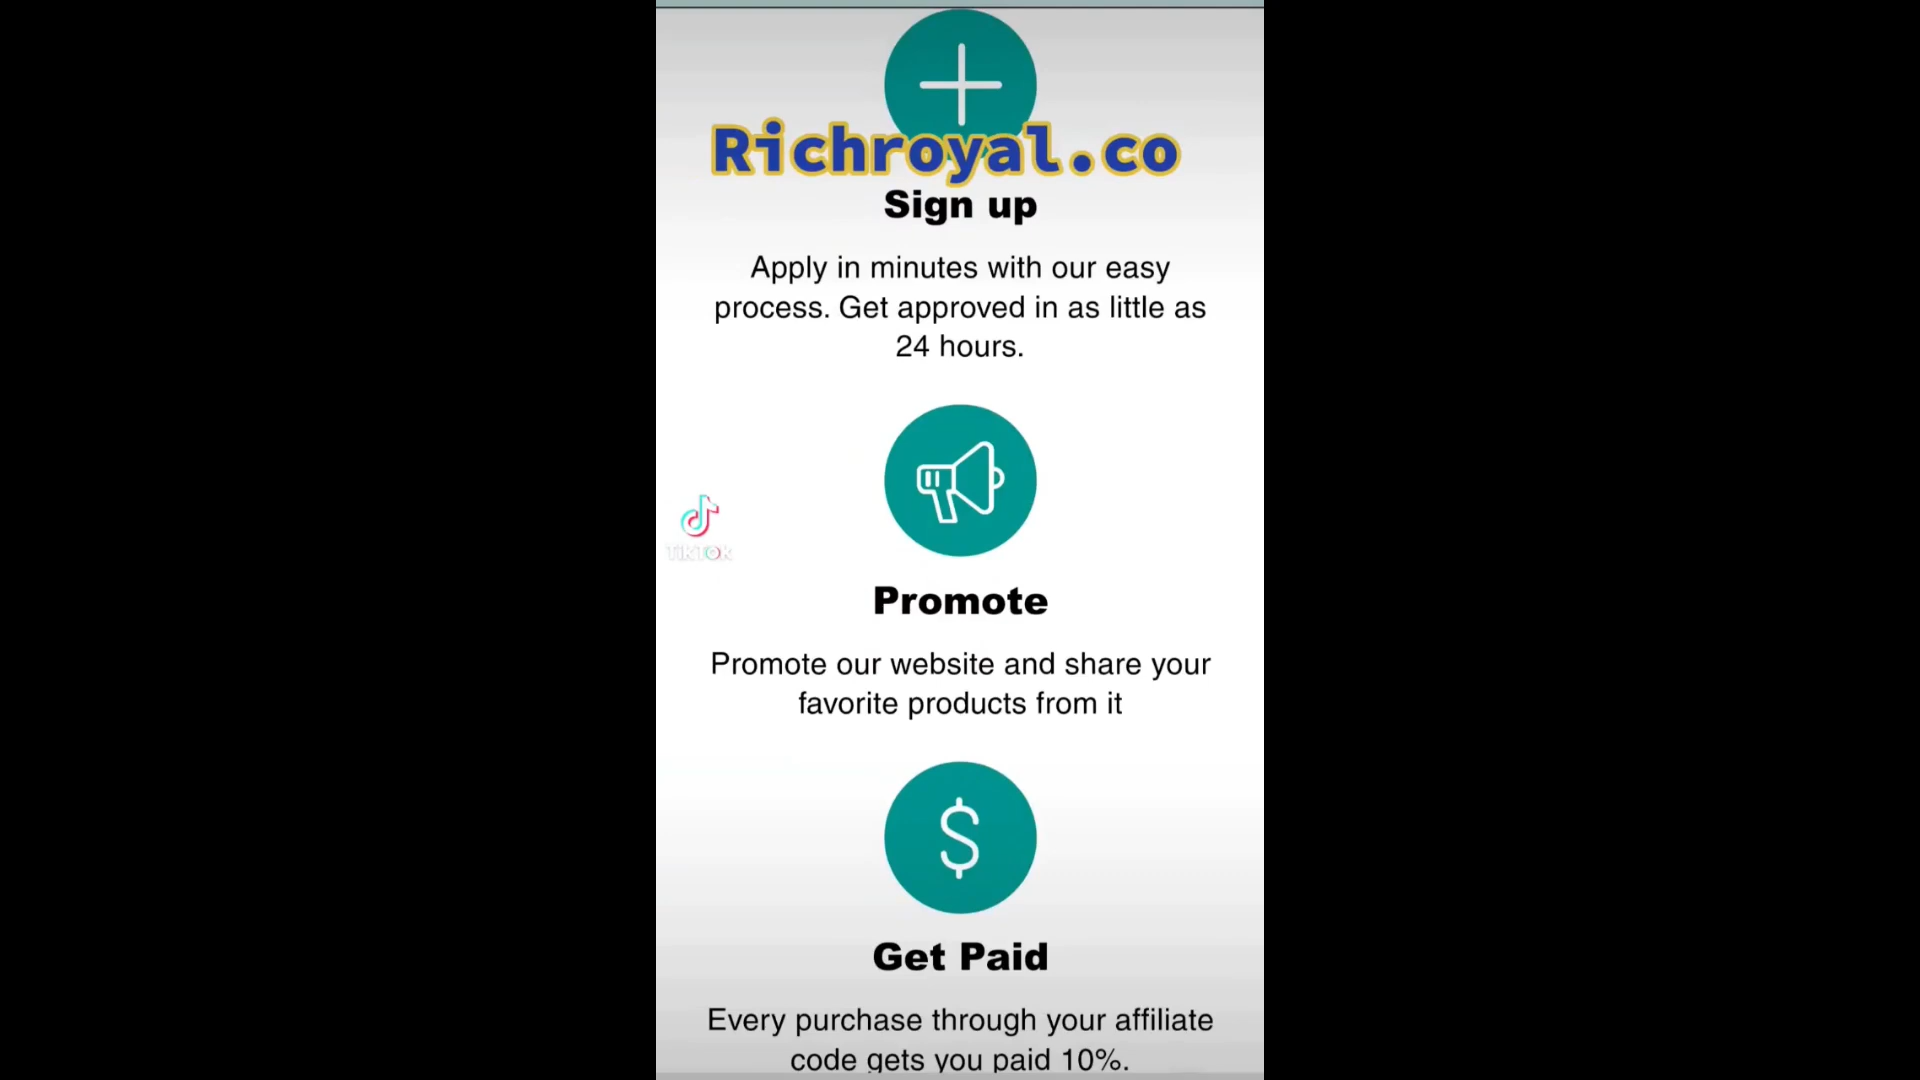 Richroyal.co
Sign up
Apply in minutes with our easy
process. Get approved in as little as
24 hours.
TikTok
Promote
Promote our website and share your
favorite products from it
Get Paid
Every purchase through your affiliate
code gets you paid 10%.